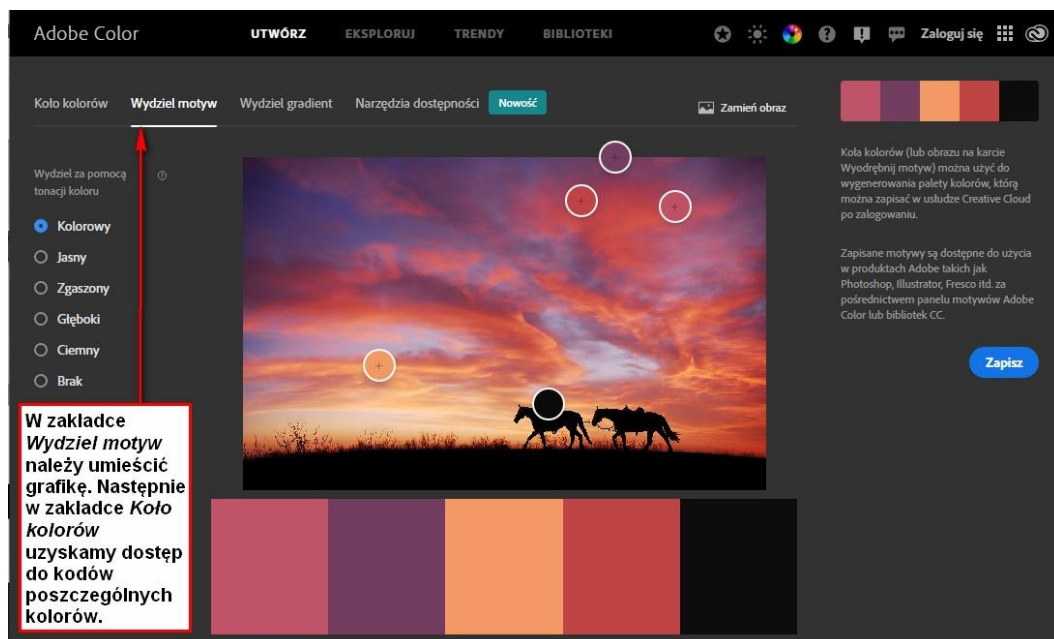 Adobe Color
UTWÓRZ EKSPLORUJ TRENDY BIBLIOTEKI
Zaloguj się
Koło kolorów Wydziel motyw Wydziel gradient Narzędzia dostępności Nowość
Zamień obraz
Wydziel za pomocą
tonacji koloru
Kolorowy
Jasny
Zgaszony
Głęboki
Ciemny
Brak
W zakładce
Wydziel motyw
należy umieścić
grafikę. Następnie
w zakładce Koło
kolorów
uzyskamy dostęp
do kodów
poszczególnych
kolorów.
Koła kolorów (lub obrazu na karcie
Wyodrębnij motyw) można użyć do
wygenerowania palety kolorów, którą
można zapisać w usłudze Creative Cloud
po zalogowaniu.
Zapisane motywy są dostępne do użycia
w produktach Adobe takich jak
Photoshop, Illustrator, Fresco itd. za
pośrednictwem panelu motywów Adobe
Color lub bibliotek CC.
Zapisz